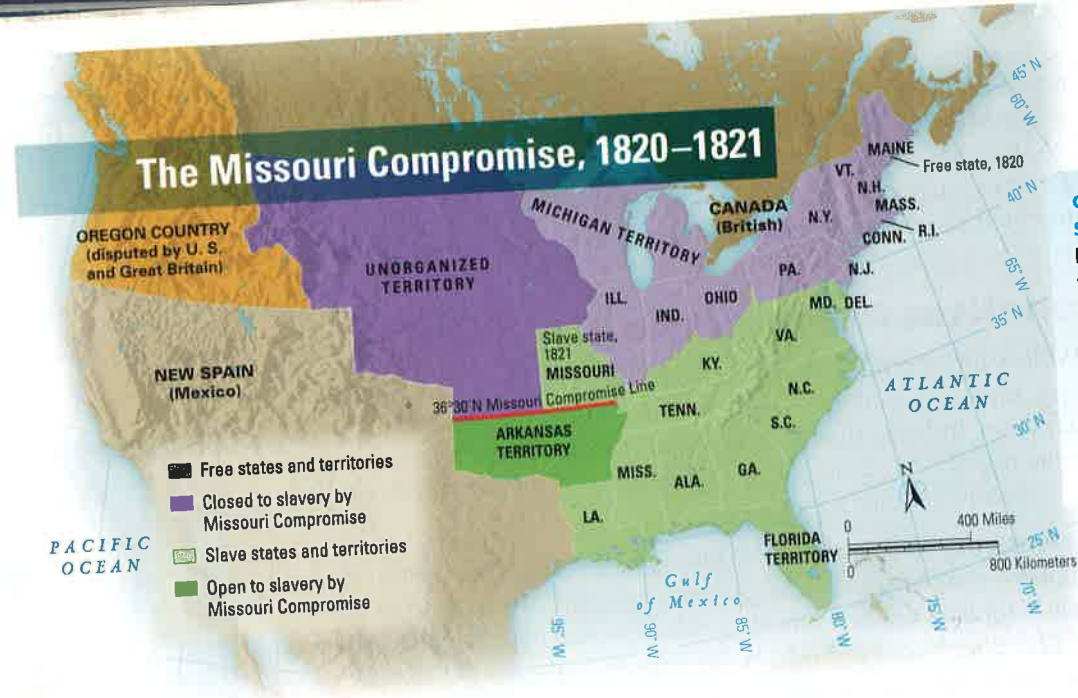 The Missouri Compromise, 1820–1821
OREGON COUNTRY
(disputed by U. S.
and Great Britain)
UNORGANIZED
TERRITORY
MICHIGAN TERRITORY
CANADA
(British)
MAINE
Free state, 1820
VT.
N.H.
MASS.
N.Y.
CONN.
R.I.
PA.
N.J.
ILL.
IND.
OHIO
MD.
DEL.
VA.
Slave state,
1821
MISSOURI
KY.
N.C.
36°30'N Missouri Compromise Line
TENN.
S.C.
NEW SPAIN
(Mexico)
ARKANSAS
TERRITORY
MISS.
ALA.
GA.
LA.
FLORIDA
TERRITORY
ATLANTIC
OCEAN
PACIFIC
OCEAN
Gulf
of Mexico
Free states and territories
Closed to slavery by
Missouri Compromise
Slave states and territories
Open to slavery by
Missouri Compromise
N
0
400 Miles
0
800 Kilometers
45° N
60° W
40° N
65° W
35° N
30° N
25° N
70° W
75° W
80° W
85° W
90° W
95° W